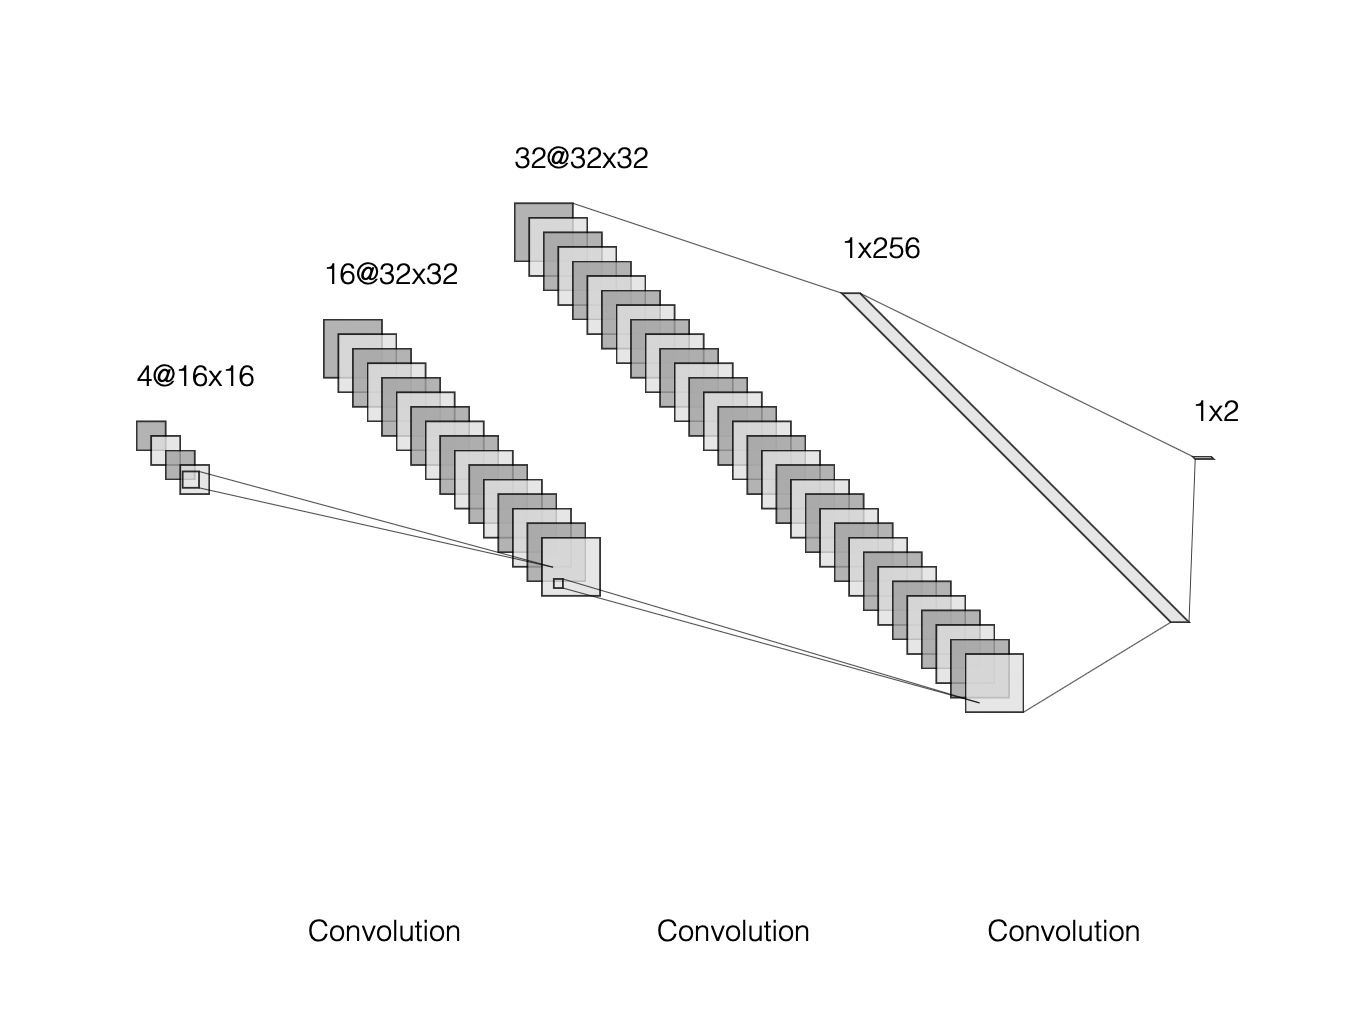 32@32x32
1x256
16@32x32
4@16x16
1x2
Convolution
Convolution
Convolution